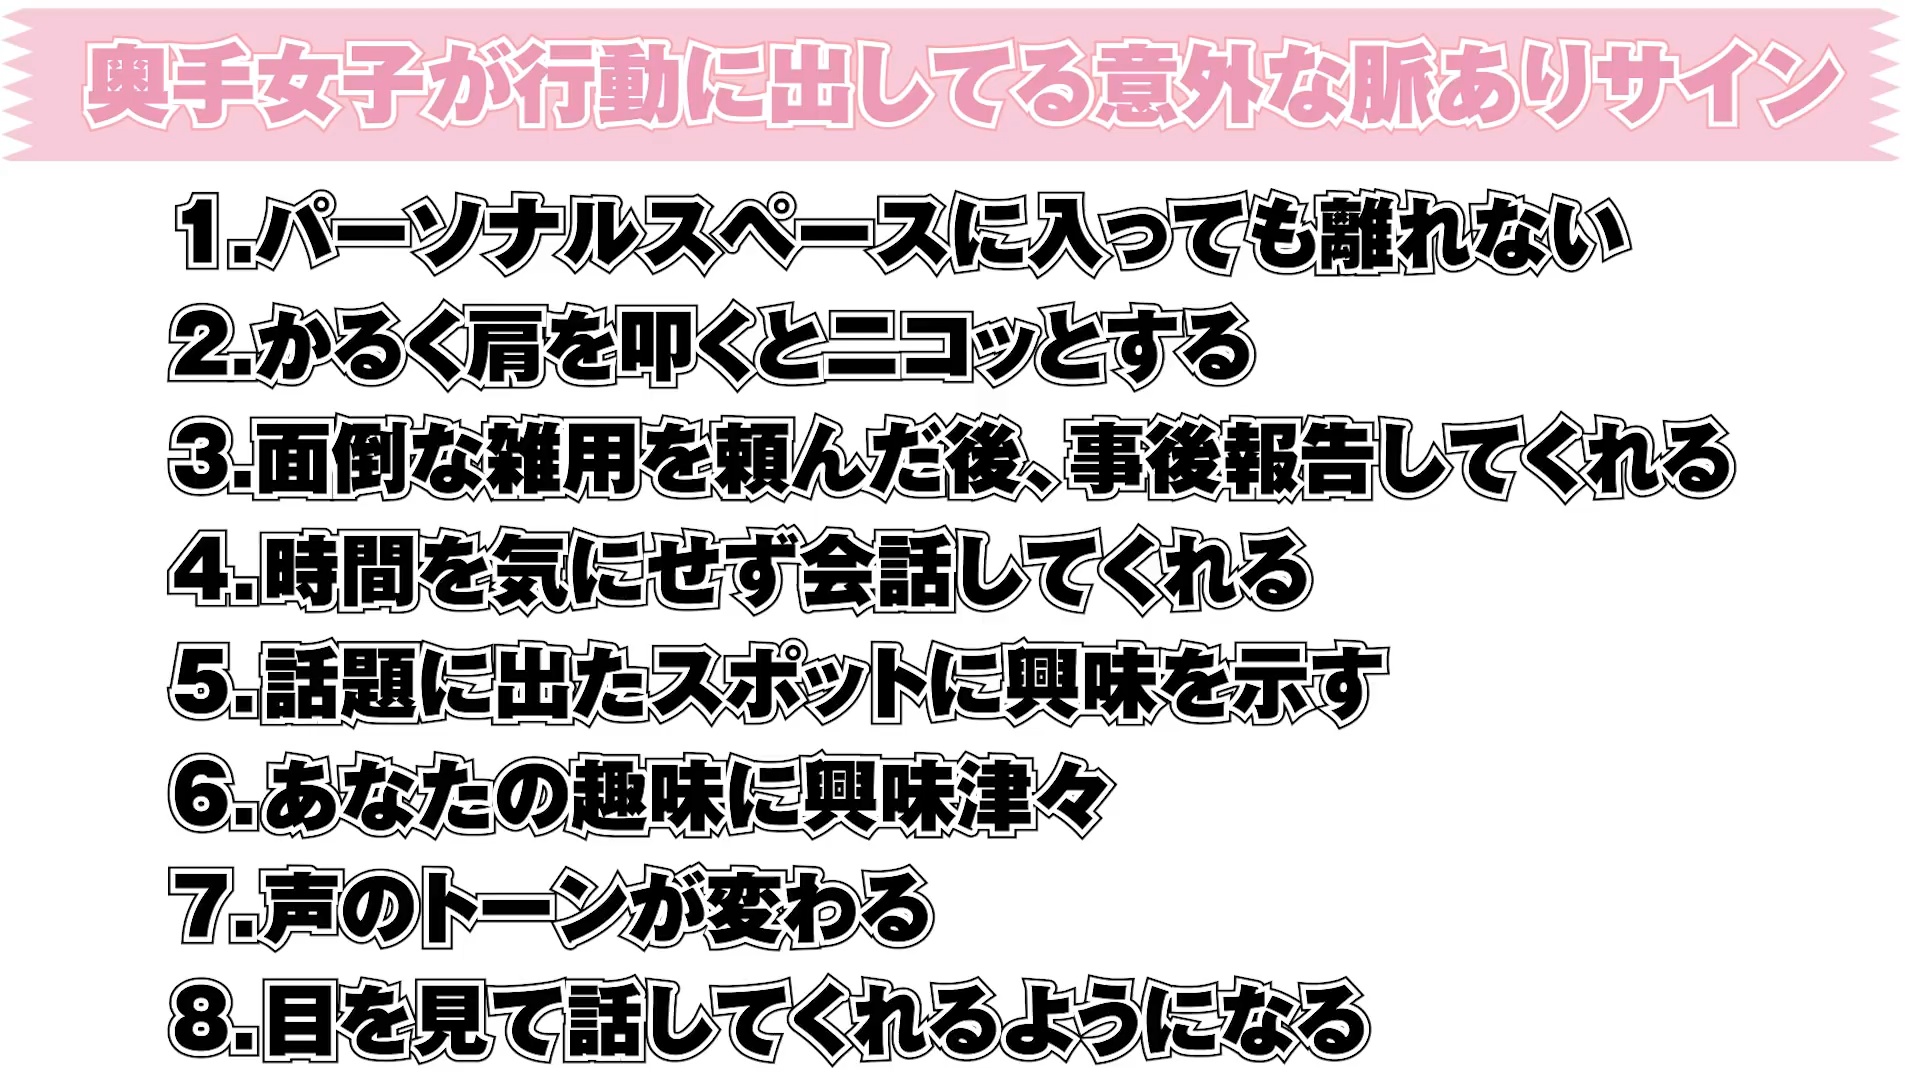 奥手女子が行動に出してる意外な脈ありサイン
1.パーソナルスペースに入っても離れない
2.かるく肩を叩くとニコッとする
3.面倒な雑用を頼んだ後、事後報告してくれる
4.時間を気にせず会話してくれる
5.話題に出たスポットに興味を示す
6.あなたの趣味に興味津々
7.声のトーンが変わる
8.目を見て話してくれるようになる